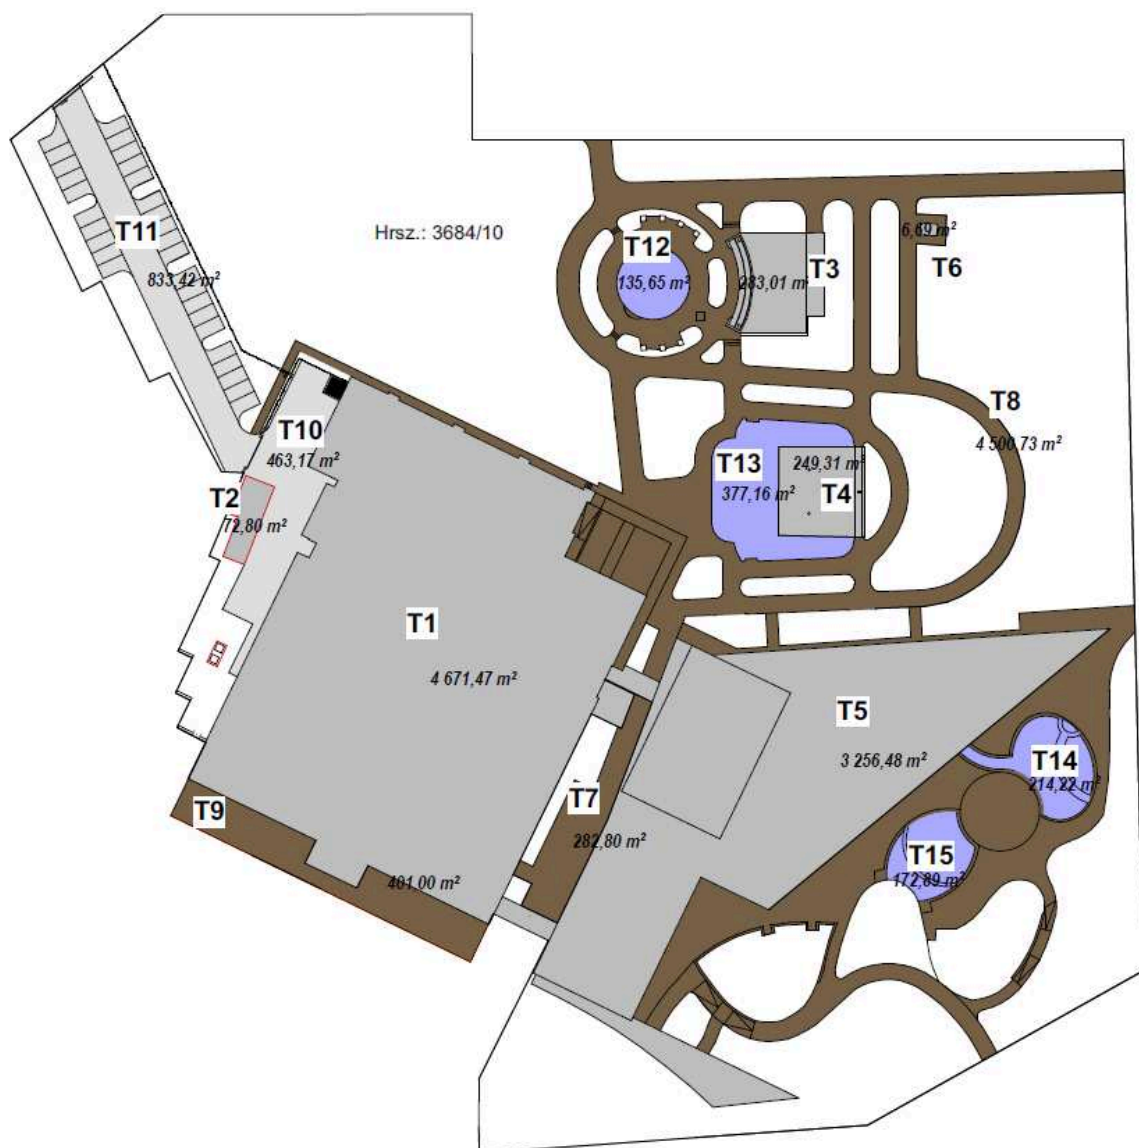 Hrsz.: 3684/10
T11
833,42 m²
T12
135,65 m²
T3
283,01 m²
6,69 m²
T6
T8
4 500,73 m²
T10
463,17 m²
T13
377,16 m²
249,31 m²
T4
T2
72,80 m²
T1
4 671,47 m²
T5
3 256,48 m²
T14
214,22 m²
T9
401,00 m²
T7
282,80 m²
T15
172,89 m²